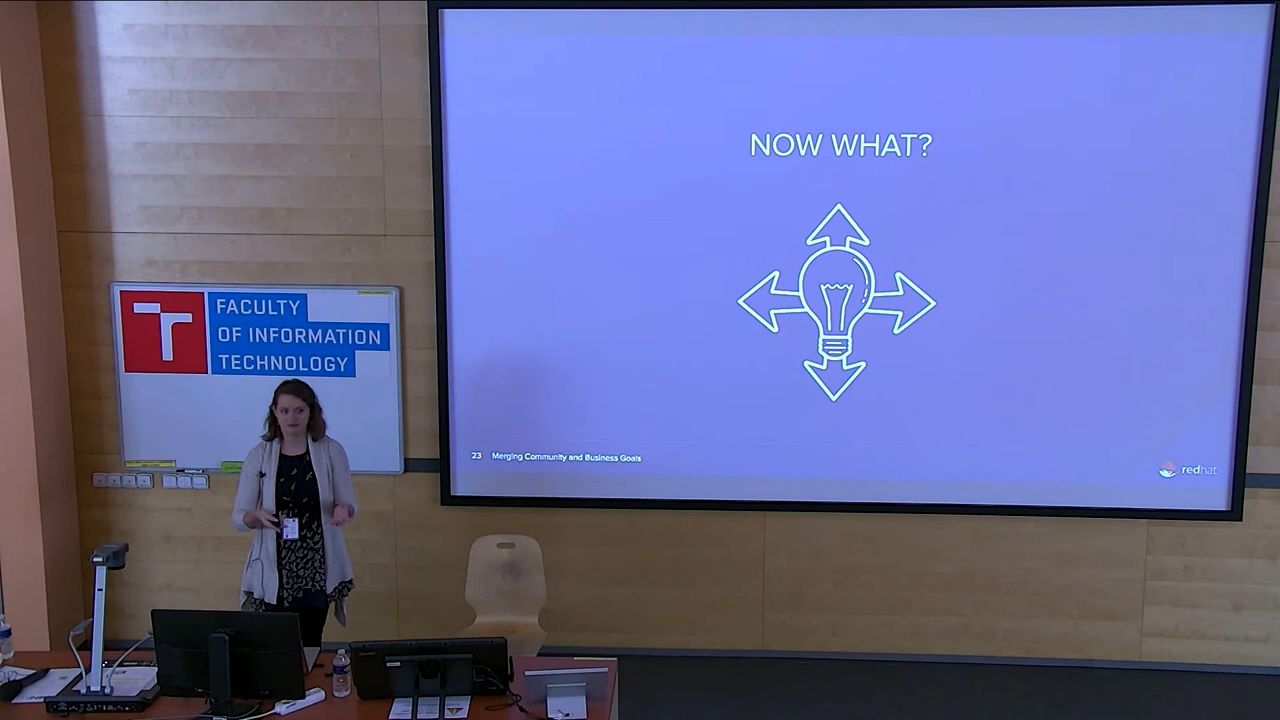 NOW WHAT?
23 Merging Community and Business Goals
redhat
FACULTY
OF INFORMATION
TECHNOLOGY